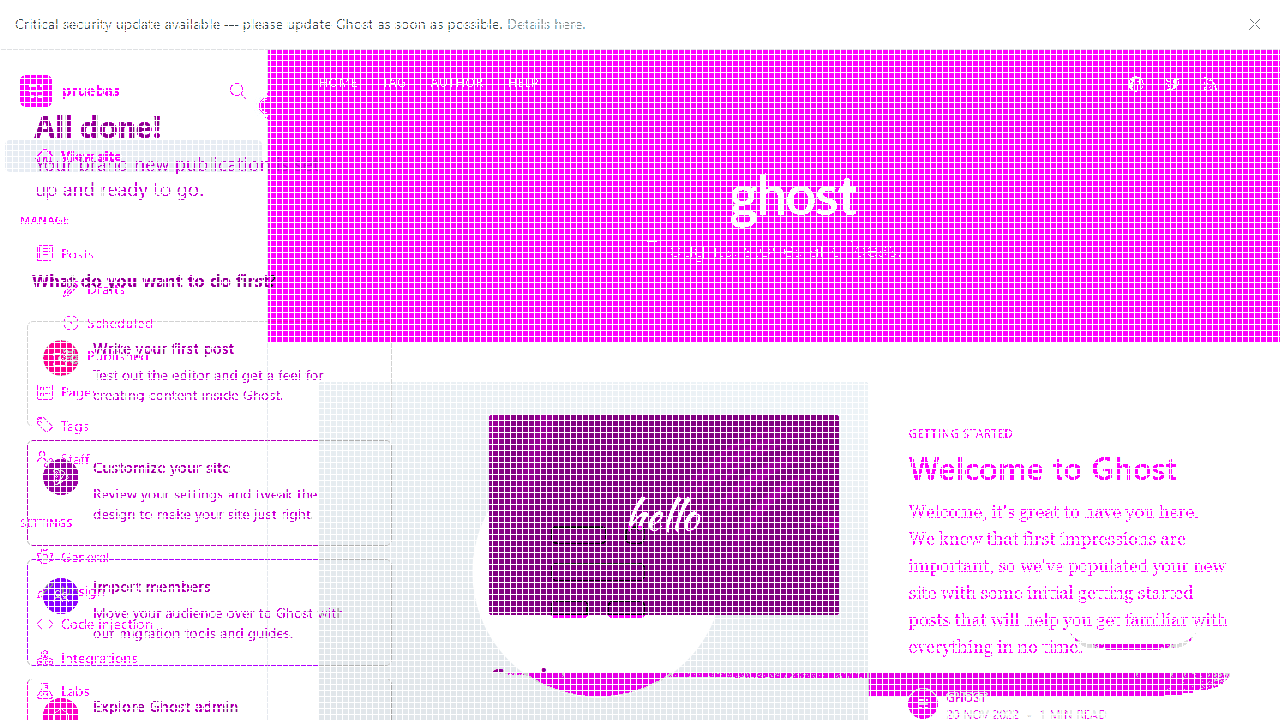 Critical security update available --- please update Ghost as soon as possible. Details here.
pruebas
HOME TAG AUTHOR HELP
All done!
View site
Your brand new publication
up and ready to go.
MANAGE
ghost
Posts
What do you want to do first?
Drafts
Scheduled
Write your first post
Published
Test out the editor and get a feel for
Pages
creating content inside Ghost.
Tags
Staff
Customize your site
Review your settings and tweak the
design to make your site just right
SETTINGS
General
Import members
Design
Move your audience over to Ghost with
Code injection
our migration tools and guides.
Integrations
Labs
Explore Ghost admin
hello
GETTING STARTED
Welcome to Ghost
Welcome, it's great to have you here.
We know that first impressions are
important, so we've populated your new
site with some initial getting started
posts that will help you get familiar with
everything in no time.
GHOST
1 MIN READ